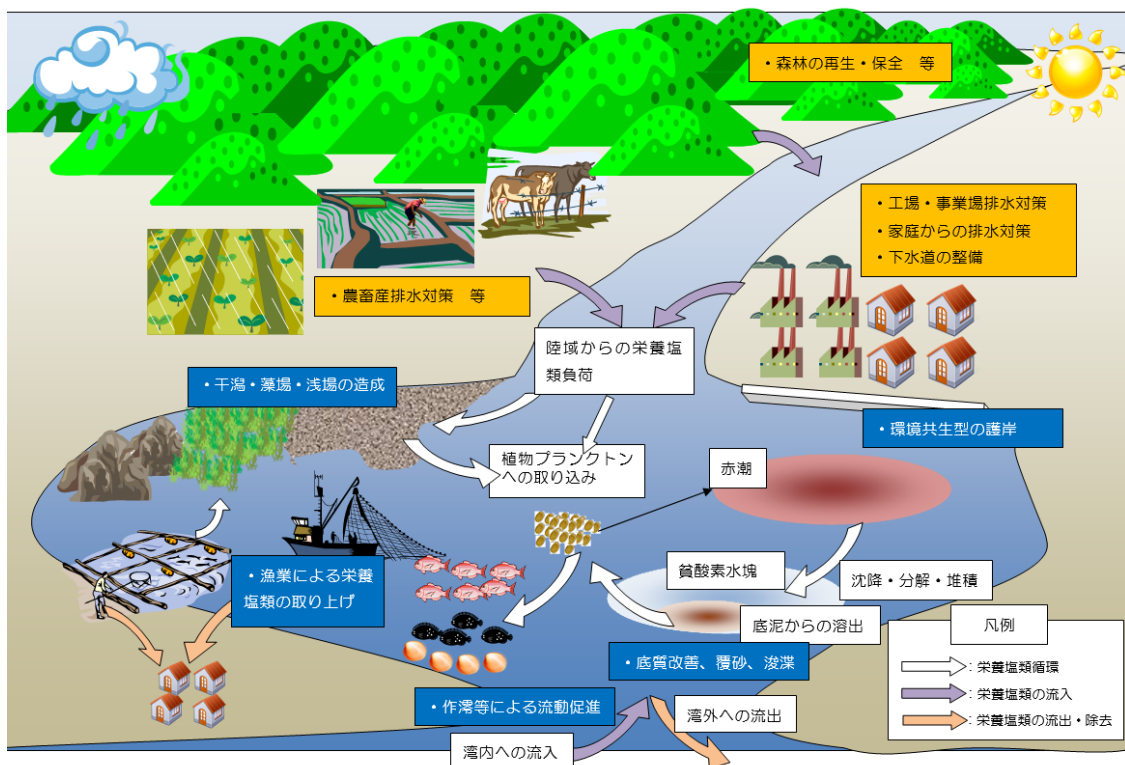 ・森林の再生・保全　等
・工場・事業場排水対策
・家庭からの排水対策
・下水道の整備
・農畜産排水対策　等
陸域からの栄養塩
類負荷
・干潟・藻場・浅場の造成
・環境共生型の護岸
植物プランクトン
への取り込み
赤潮
・漁業による栄養
塩類の取り上げ
貧酸素水塊
沈降・分解・堆積
底泥からの溶出
・底質改善、覆砂、浚渫
・作澪等による流動促進
湾外への流出
湾内への流入
凡例
：栄養塩類循環
：栄養塩類の流入
：栄養塩類の流出・除去